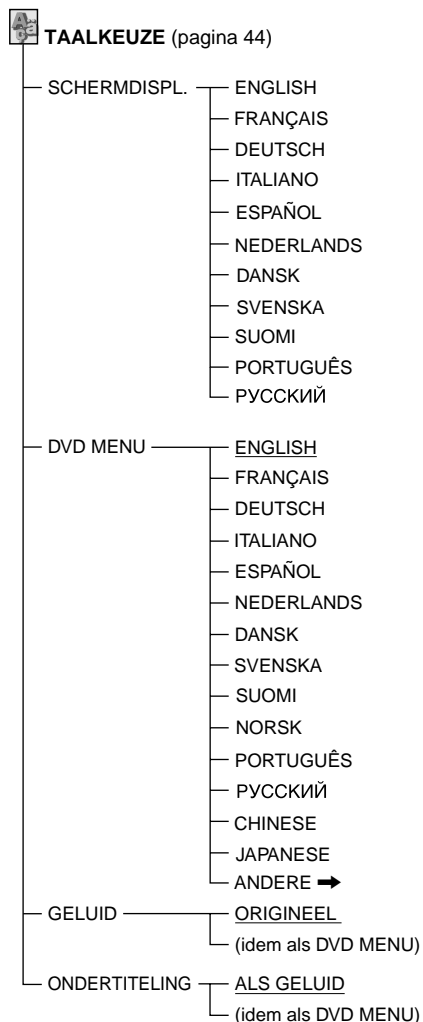 TAALKEUZE (pagina 44)
SCHERMDISPL. ENGLISH
FRANÇAIS
DEUTSCH
ITALIANO
ESPAÑOL
NEDERLANDS
DANSK
SVENSKA
SUOMI
PORTUGUÊS
РУССКИЙ
DVD MENU ENGLISH
FRANÇAIS
DEUTSCH
ITALIANO
ESPAÑOL
NEDERLANDS
DANSK
SVENSKA
SUOMI
NORSK
PORTUGUÊS
РУССКИЙ
CHINESE
JAPANESE
ANDERE ➡
GELUID ORIGINEEL
(idem als DVD MENU)
ONDERTITELING ALS GELUID
(idem als DVD MENU)